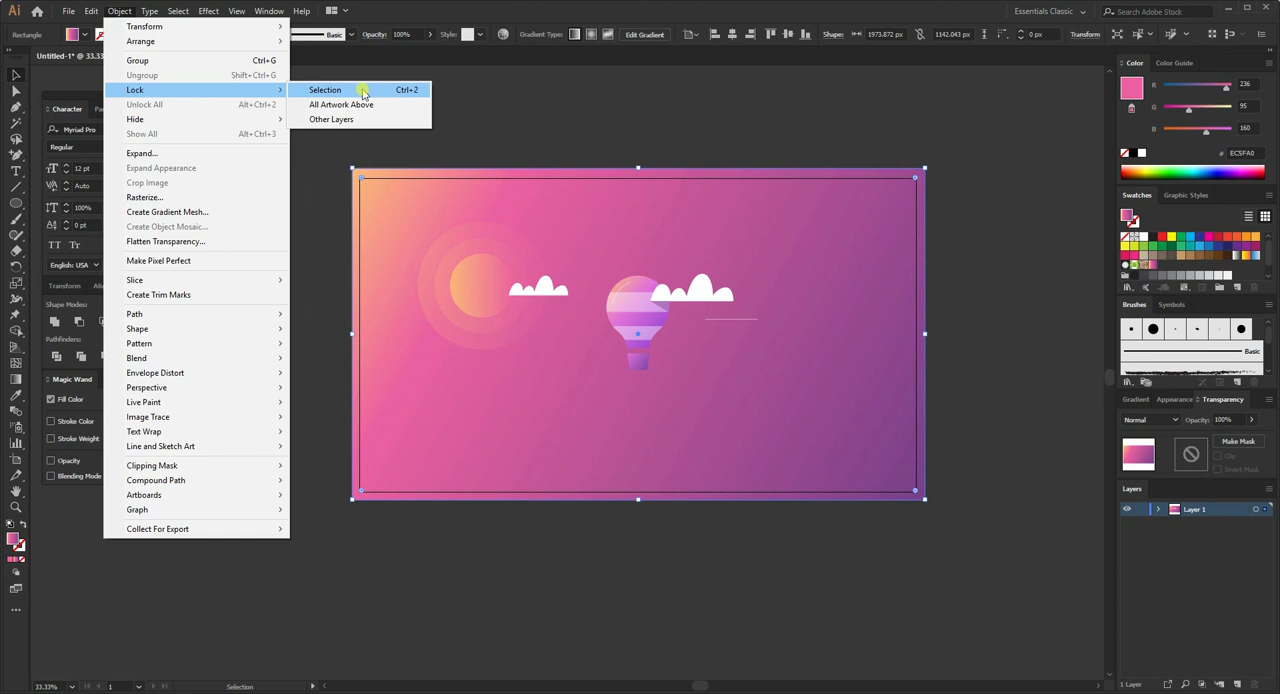 Ai File Edit Object Type Select Effect View Window Help Essentials Classic Search Adobe Stock
Rectangle Basic Opacity: 100% Style: Gradient Type: Edit Gradient Shape: 1973.872 px 1142.043 px 0 px Transform
Untitled-1* @ 33.33
Transform
Arrange
Group Ctrl+G
Ungroup Shift+Ctrl+G
Lock
Unlock All Alt+Ctrl+2
Hide
Show All Alt+Ctrl+3
Expand...
Expand Appearance
Crop Image
Rasterize...
Create Gradient Mesh...
Create Object Mosaic...
Flatten Transparency...
Make Pixel Perfect
Slice
Create Trim Marks
Path
Shape
Pattern
Blend
Envelope Distort
Perspective
Live Paint
Image Trace
Text Wrap
Line and Sketch Art
Clipping Mask
Compound Path
Artboards
Graph
Collect For Export
Selection Ctrl+2
All Artwork Above
Other Layers
Character Pa
Myriad Pro
Regular
12 pt
Auto
100%
0 pt
TT Tr
English: USA
Transform Ali
Shape Modes:
Pathfinders:
Magic Wand
Fill Color
Stroke Color
Stroke Weight
Opacity
Blending Mode
Color Color Guide
R 236
G 95
B 160
# EC5FA0
Swatches Graphic Styles
Brushes Symbols
Basic
Gradient Appearance Transparency
Normal Opacity: 100%
Make Mask
Clip
Invert Mask
Layers
Layer 1
33.33% 1 Selection 1 Layer